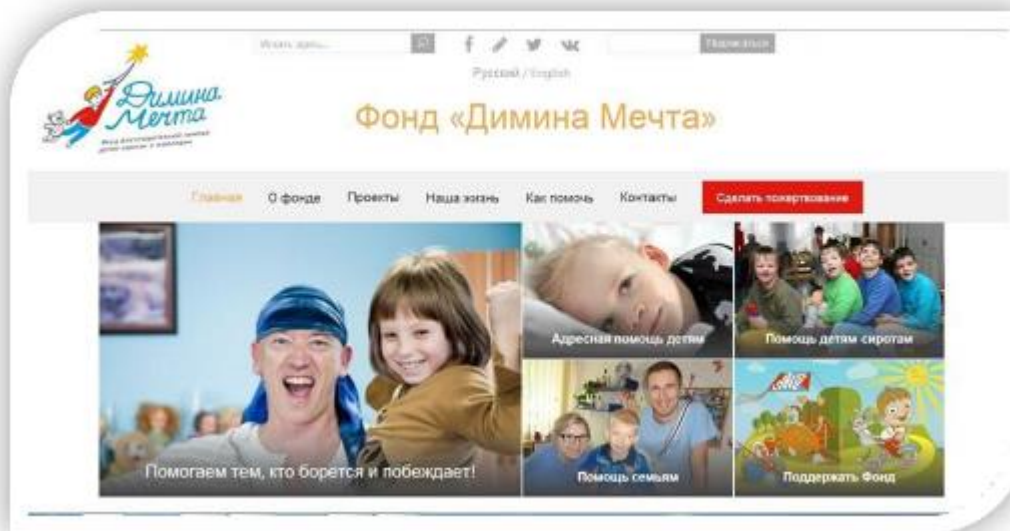 Искать здесь...
Подписаться
Русский / English
Димина
Мечта
Фонд «Димина Мечта»
Главная О фонде Проекты Наша жизнь Как помочь Контакты Сделать пожертвование
Адресная помощь детям
Помощь детям сиротам
Помогаем тем, кто борется и побеждает!
Помощь семьям
Поддержать Фонд